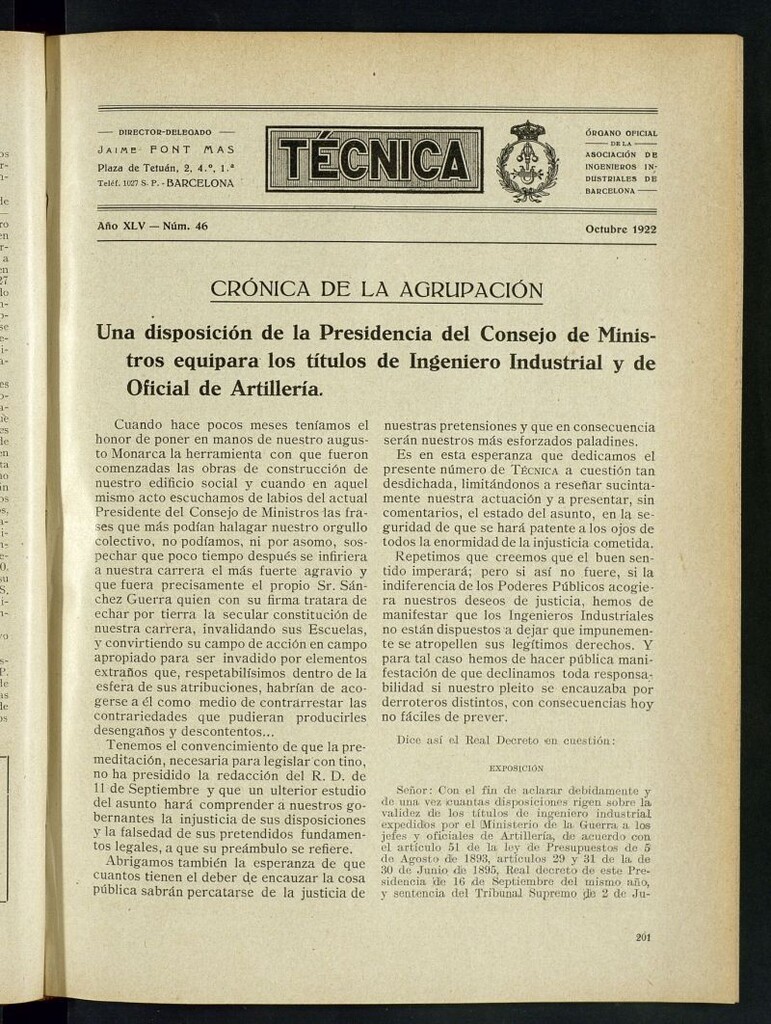 DIRECTOR-DELEGADO
JAIME FONT MAS
Plaza de Tetuán, 2, 4.º, 1.ª
Teléf. 1027 S. P. - BARCELONA
TÉCNICA
ÓRGANO OFICIAL
DE LA
ASOCIACIÓN DE
INGENIEROS IN-
DUSTRIALES DE
BARCELONA
Año XLV — Núm. 46
Octubre 1922
CRÓNICA DE LA AGRUPACIÓN
Una disposición de la Presidencia del Consejo de Minis-
tros equipara los títulos de Ingeniero Industrial y de
Oficial de Artillería.
Cuando hace pocos meses teníamos el
honor de poner en manos de nuestro augus-
to Monarca la herramienta con que fueron
comenzadas las obras de construcción de
nuestro edificio social y cuando en aquel
mismo acto escuchamos de labios del actual
Presidente del Consejo de Ministros las fra-
ses que más podían halagar nuestro orgullo
colectivo, no podíamos, ni por asomo, sos-
pechar que poco tiempo después se infiriera
a nuestra carrera el más fuerte agravio y
que fuera precisamente el propio Sr. Sán-
chez Guerra quien con su firma tratara de
echar por tierra la secular constitución de
nuestra carrera, invalidando sus Escuelas,
y convirtiendo su campo de acción en campo
apropiado para ser invadido por elementos
extraños que, respetabilísimos dentro de la
esfera de sus atribuciones, habrían de aco-
gerse a él como medio de contrarrestar las
contrariedades que pudieran producirles
desengaños y descontentos...
Tenemos el convencimiento de que la pre-
meditación, necesaria para legislar con tino,
no ha presidido la redacción del R. D. de
11 de Septiembre y que un ulterior estudio
del asunto hará comprender a nuestros go-
bernantes la injusticia de sus disposiciones
y la falsedad de sus pretendidos fundamen-
tos legales, a que su preámbulo se refiere.
Abrigamos también la esperanza de que
cuantos tienen el deber de encauzar la cosa
pública sabrán percatarse de la justicia de
nuestras pretensiones y que en consecuencia
serán nuestros más esforzados paladines.
Es en esta esperanza que dedicamos el
presente número de TÉCNICA a cuestión tan
desdichada, limitándonos a reseñar sucinta-
mente nuestra actuación y a presentar, sin
comentarios, el estado del asunto, en la se-
guridad de que se hará patente a los ojos de
todos la enormidad de la injusticia cometida.
Repetimos que creemos que el buen sen-
tido imperará; pero si así no fuere, si la
indiferencia de los Poderes Públicos acogie-
ra nuestros deseos de justicia, hemos de
manifestar que los Ingenieros Industriales
no están dispuestos a dejar que impunemen-
te se atropellen sus legítimos derechos. Y
para tal caso hemos de hacer pública mani-
festación de que declinamos toda responsa-
bilidad si nuestro pleito se encauzaba por
derroteros distintos, con consecuencias hoy
no fáciles de prever.
Dice así el Real Decreto en cuestión:
EXPOSICIÓN
Señor: Con el fin de aclarar debidamente y
de una vez cuantas disposiciones rigen sobre la
validez de los títulos de ingeniero industrial
expedidos por el Ministerio de la Guerra a los
jefes y oficiales de Artillería, de acuerdo con
el artículo 51 de la ley de Presupuestos de 5
de Agosto de 1893, artículos 29 y 31 de la de
30 de Junio de 1895, Real decreto de este Pre-
sidencia de 16 de Septiembre del mismo año,
y sentencia del Tribunal Supremo de 2 de Ju-
201